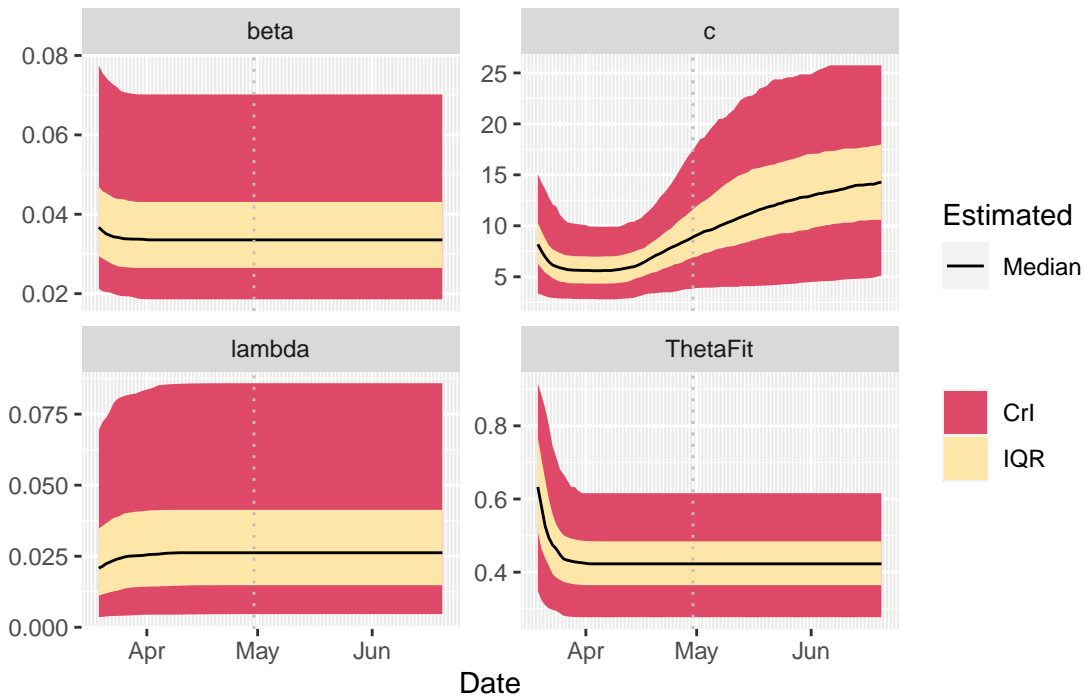 beta
c
0.08
0.06
0.04
0.02
25
20
15
10
5
lambda
ThetaFit
0.075
0.050
0.025
0.000
0.8
0.6
0.4
Apr May Jun
Apr May Jun
Date
Estimated
Median
CrI
IQR